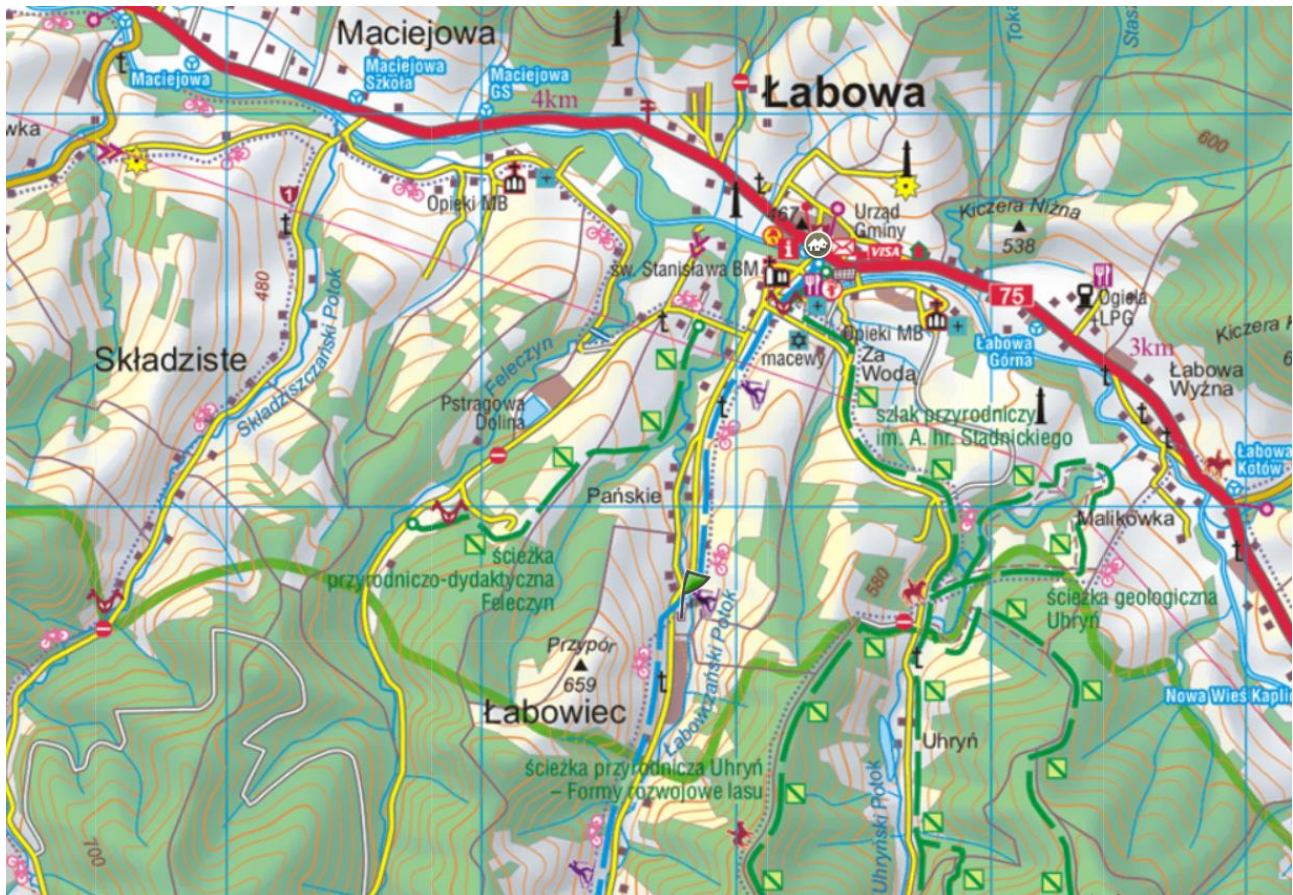 Maciejowa
Maciejowa
Maciejowa
Szkoła
Maciejowa
GS
4km
Łabowa
wka
600
Opieki MB
1
467
Urząd
Gminy
Kiczera Niżna
538
św. Stanisława BM
VISA
75
Ogiela
LPG
480
Składziszczański Potok
Składziste
Feleczyn
Pstrągowa
Dolina
macewy
Opieki MB
Za
Wodą
Łabowa
Górna
3km
Łabowa
Wyżna
szlak przyrodniczy
im. A. hr. Stadnickiego
Łabowa
Kotów
Pańskie
Malikówka
ścieżka
przyrodniczo-dydaktyczna
Feleczyn
580
ścieżka geologiczna
Uhryń
Przypór
659
Łabowczański Potok
Łabowiec
Nowa Wieś Kaplic
Uhryń
ścieżka przyrodnicza Uhryń
– Formy rozwojowe lasu
Uhryński Potok
700